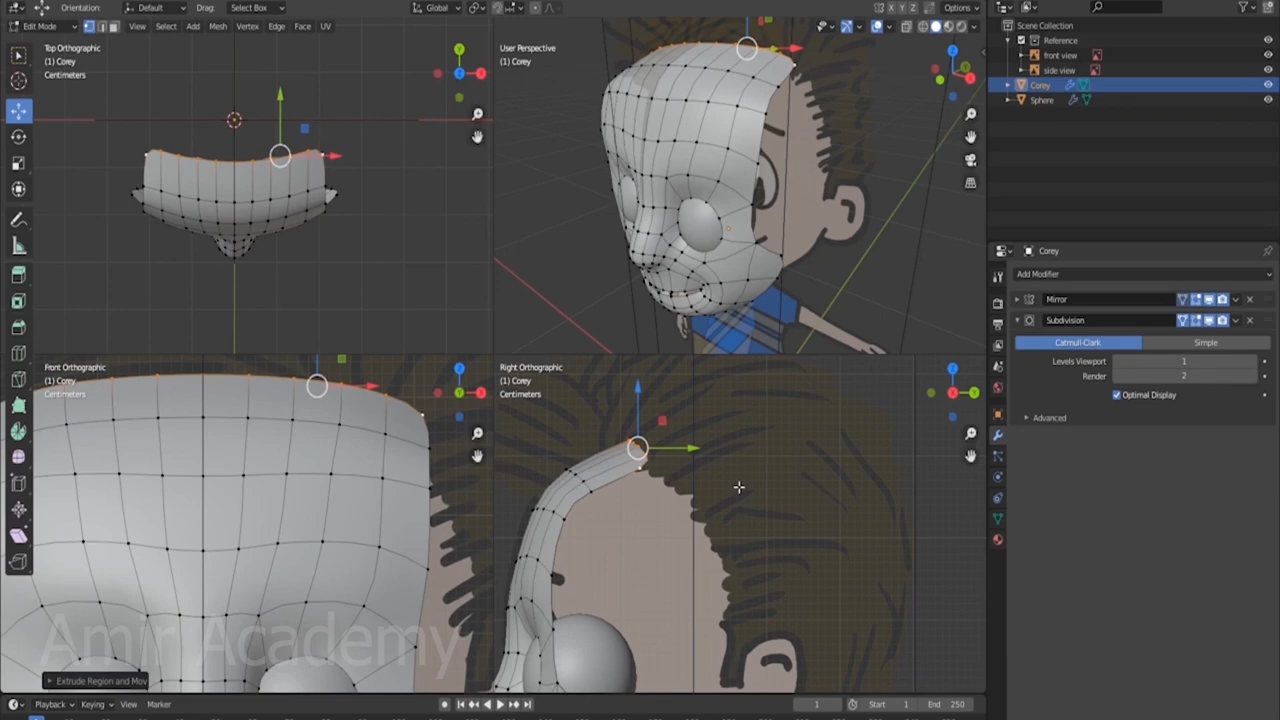 Orientation: Default Drag: Select Box Global X Y Z Options
Edit Mode View Select Add Mesh Vertex Edge Face UV
Top Orthographic
(1) Corey
Centimeters
User Perspective
(1) Corey
Front Orthographic
(1) Corey
Centimeters
Right Orthographic
(1) Corey
Centimeters
Amir Academy
Extrude Region and Mov
Playback Keying View Marker 1 Start 1 End 250
Scene Collection
Reference
front view
side view
Corey
Sphere
Corey
Add Modifier
Mirror
Subdivision
Catmull-Clark Simple
Levels Viewport 1
Render 2
Optimal Display
Advanced